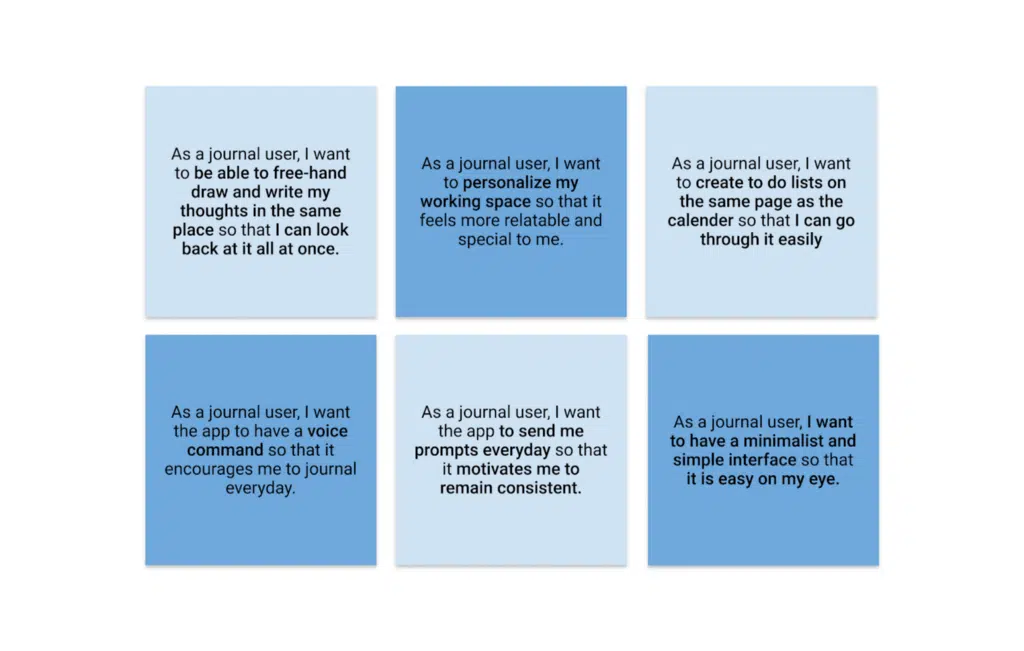 As a journal user, I want
to be able to free-hand
draw and write my
thoughts in the same
place so that I can look
back at it all at once.
As a journal user, I want
to personalize my
working space so that it
feels more relatable and
special to me.
As a journal user, I want
to create to do lists on
the same page as the
calender so that I can go
through it easily
As a journal user, I want
the app to have a voice
command so that it
encourages me to journal
everyday.
As a journal user, I want
the app to send me
prompts everyday so that
it motivates me to
remain consistent.
As a journal user, I want
to have a minimalist and
simple interface so that
it is easy on my eye.